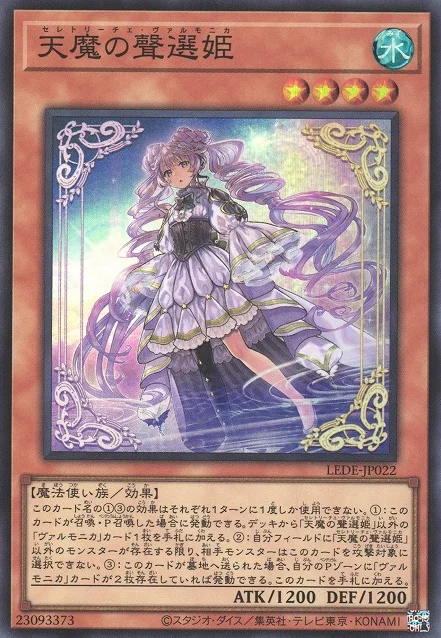 セレトリーチェ・ヴァルモニカ
天魔の聲選姫
水
LEDE-JP022
【魔法使い族／効果】
このカード名の①③の効果はそれぞれ１ターンに１度しか使用できない。①：こ
のカードが召喚・P召喚した場合に発動できる。デッキから「天魔の聲選姫」以外の
「ヴァルモニカ」カード１枚を手札に加える。②：自分フィールドに「天魔の聲選姫」
以外のモンスターが存在する限り、相手モンスターはこのカードを攻撃対象に
選択できない。③：このカードが墓地へ送られた場合、自分のPゾーンに「ヴァル
モニカ」カードが２枚存在していれば発動できる。このカードを手札に加える。
ATK/1200 DEF/1200
23093373
©スタジオ・ダイス／集英社・テレビ東京・KONAMI